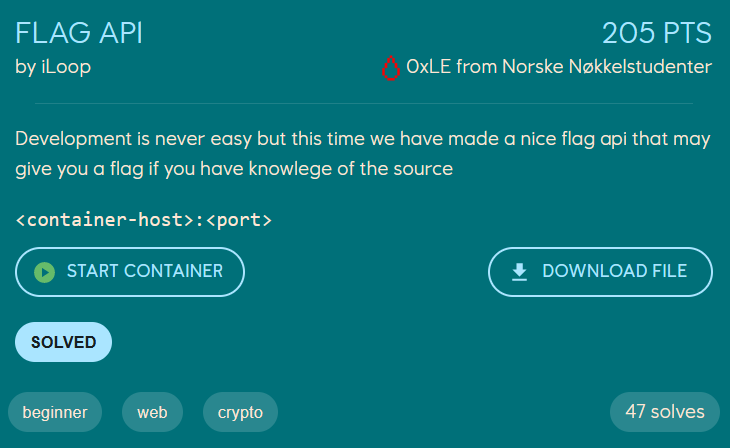 FLAG API 205 PTS
by iLoop 0xLE from Norske Nøkkelstudenter
Development is never easy but this time we have made a nice flag api that may
give you a flag if you have knowlege of the source
<container-host>:<port>
START CONTAINER DOWNLOAD FILE
SOLVED
beginner web crypto 47 solves